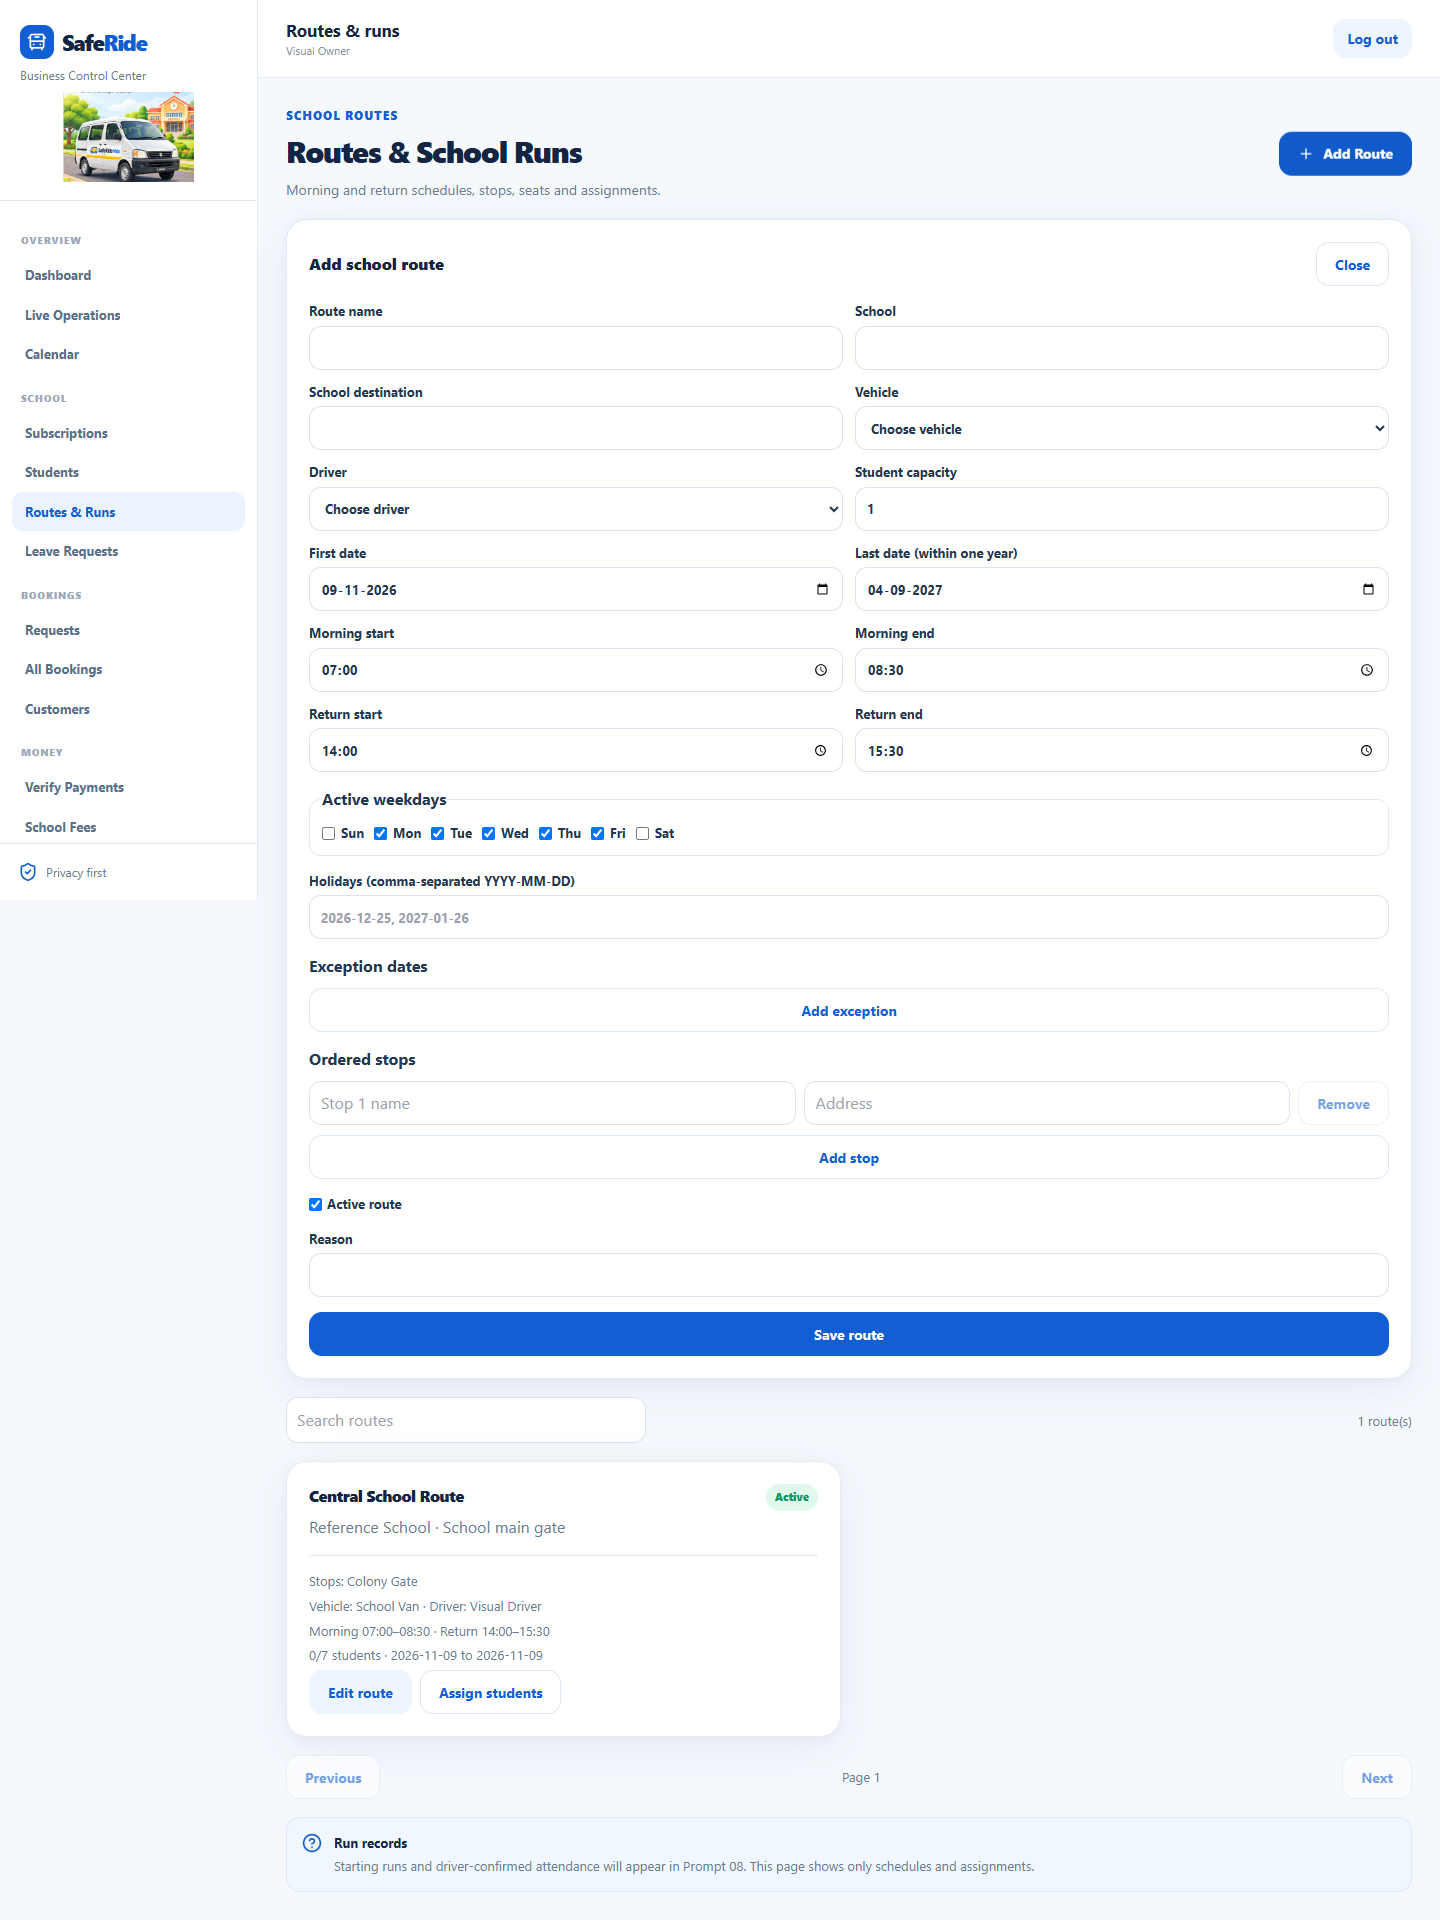 SafeRide
Business Control Center
OVERVIEW
Dashboard
Live Operations
Calendar
SCHOOL
Subscriptions
Students
Routes & Runs
Leave Requests
BOOKINGS
Requests
All Bookings
Customers
MONEY
Verify Payments
School Fees
Privacy first
Routes & runs
Visual Owner
Log out
SCHOOL ROUTES
Routes & School Runs
Morning and return schedules, stops, seats and assignments.
Add Route
Add school route
Close
Route name
School
School destination
Vehicle
Choose vehicle
Driver
Student capacity
Choose driver
1
First date
Last date (within one year)
09-11-2026
04-09-2027
Morning start
Morning end
07:00
08:30
Return start
Return end
14:00
15:30
Active weekdays
Sun Mon Tue Wed Thu Fri Sat
Holidays (comma-separated YYYY-MM-DD)
2026-12-25, 2027-01-26
Exception dates
Add exception
Ordered stops
Stop 1 name
Address
Remove
Add stop
Active route
Reason
Save route
Search routes
1 route(s)
Central School Route
Active
Reference School · School main gate
Stops: Colony Gate
Vehicle: School Van · Driver: Visual Driver
Morning 07:00–08:30 · Return 14:00–15:30
0/7 students · 2026-11-09 to 2026-11-09
Edit route
Assign students
Previous
Page 1
Next
Run records
Starting runs and driver-confirmed attendance will appear in Prompt 08. This page shows only schedules and assignments.